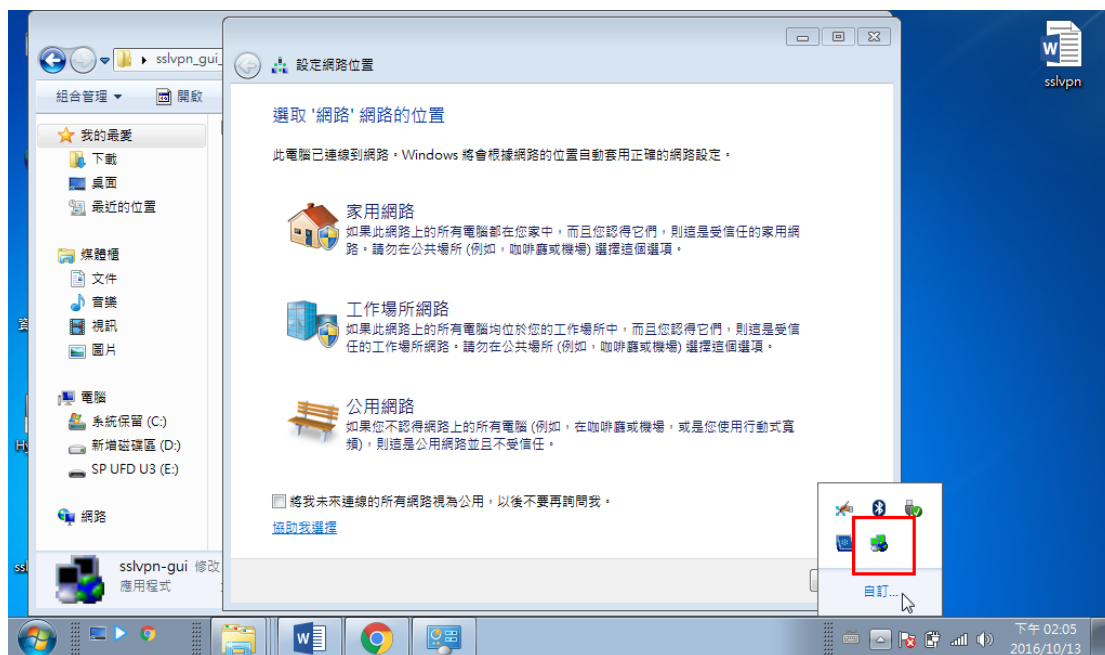 sslvpn_gui_
組合管理
開啟
我的最愛
下載
桌面
最近的位置
媒體櫃
文件
音樂
視訊
圖片
電腦
系統保留 (C:)
新增磁碟區 (D:)
SP UFD U3 (E:)
網路
sslvpn-gui 修改
應用程式
設定網路位置
選取 '網路' 網路的位置
此電腦已連線到網路。Windows 將會根據網路的位置自動套用正確的網路設定。
家用網路
如果此網路上的所有電腦都在您家中，而且您認得它們，則這是受信任的家用網
路。請勿在公共場所 (例如，咖啡廳或機場) 選擇這個選項。
工作場所網路
如果此網路上的所有電腦均位於您的工作場所中，而且您認得它們，則這是受信
任的工作場所網路。請勿在公共場所 (例如，咖啡廳或機場) 選擇這個選項。
公用網路
如果您不認得網路上的所有電腦 (例如，在咖啡廳或機場，或是您使用行動式寬
頻)，則這是公用網路並且不受信任。
將我未來連線的所有網路視為公用，以後不要再詢問我。
協助我選擇
自訂...
sslvpn
資
Hy
ssl
下午 02:05
2016/10/13